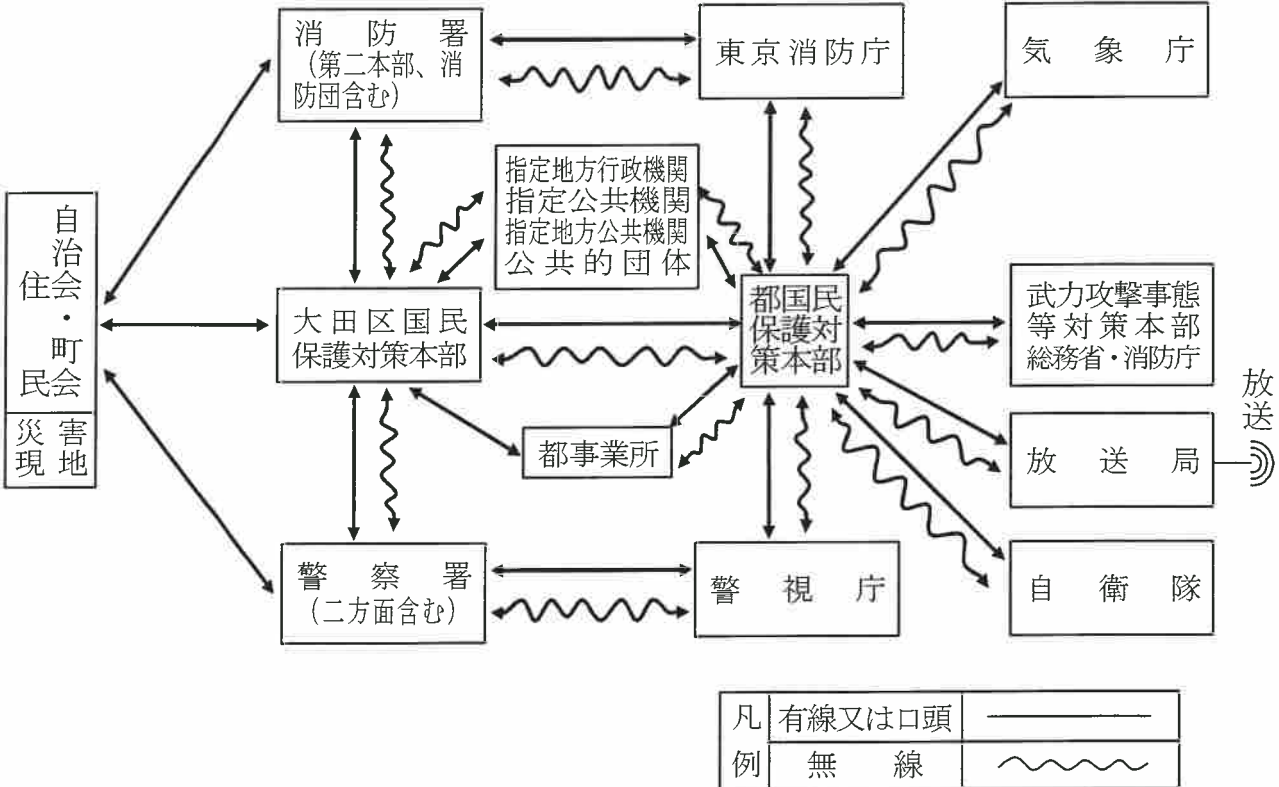 消防署
(第二本部、消
防団含む)
東京消防庁
気象庁
指定地方行政機関
指定公共機関
指定地方公共機関
公共的団体
自治会・町会
住民
災害
現地
大田区国民
保護対策本部
都国民
保護対
策本部
武力攻撃事態
等対策本部
総務省・消防庁
放送
都事業所
放送局
警察署
(二方面含む)
警視庁
自衛隊
凡例
有線又は口頭
無線